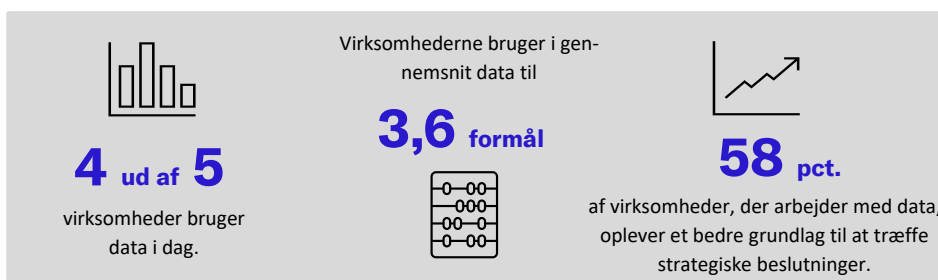 4 ud af 5
virksomheder bruger
data i dag.
Virksomhederne bruger i gen-
nemsnit data til
3,6 formål
58 pct.
af virksomheder, der arbejder med data,
oplever et bedre grundlag til at træffe
strategiske beslutninger.